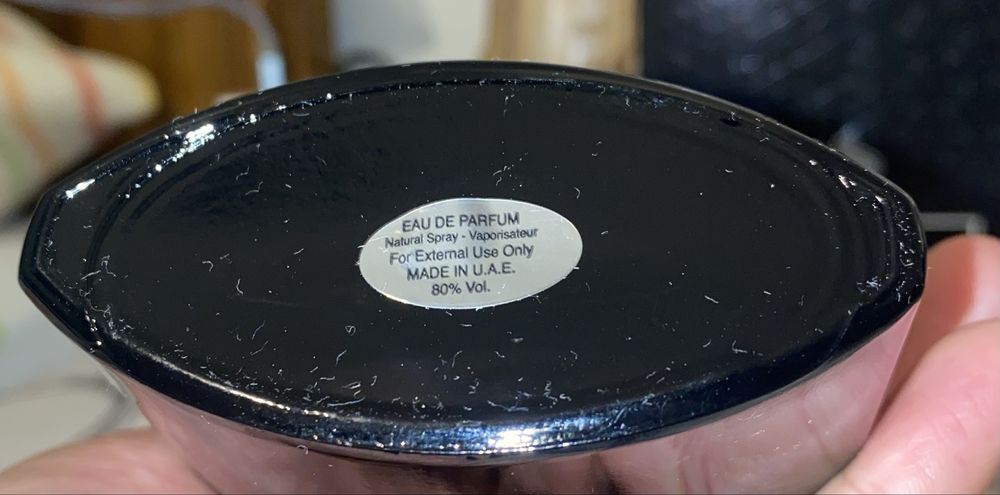 EAU DE PARFUM
Natural Spray - Vaporisateur
For External Use Only
MADE IN U.A.E.
80% Vol.